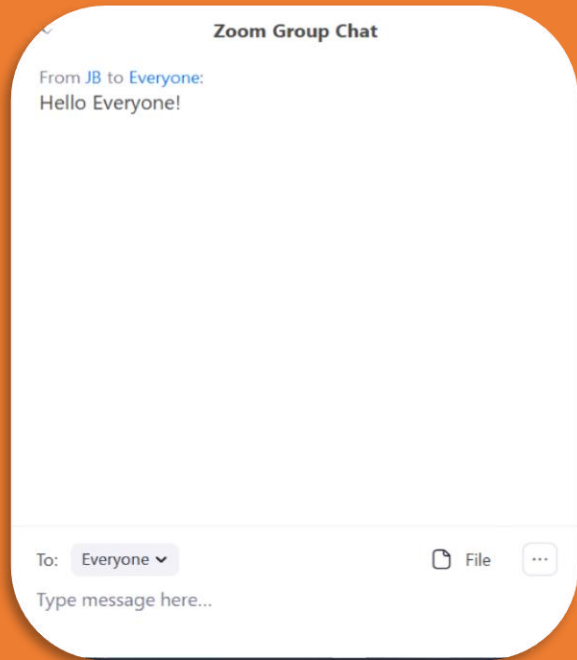 Zoom Group Chat
From JB to Everyone:
Hello Everyone!
To: Everyone File ...
Type message here...